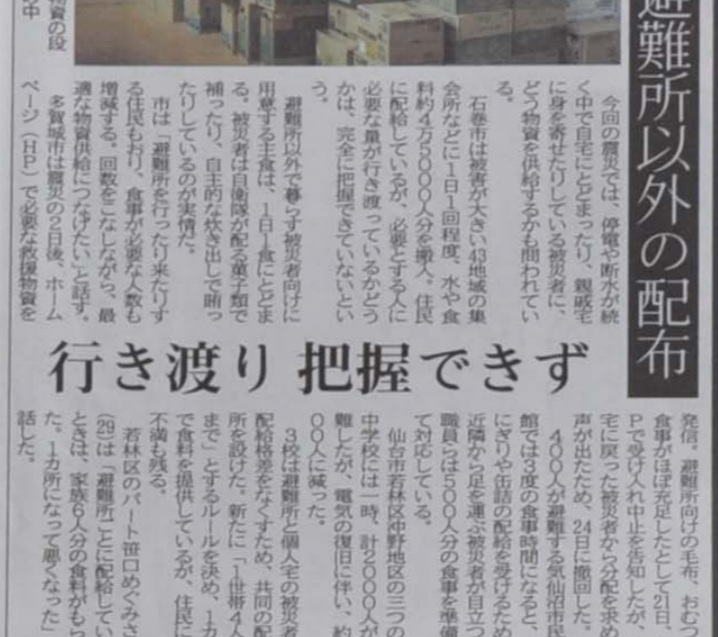 避難所以外の配布
行き渡り 把握できず
物資の段
の中
　今回の震災では、停電や断水が続
く中で自宅にとどまったり、親戚宅
に身を寄せたりしている被災者に、
どう物資を供給するかも問われてい
る。
　石巻市は被害が大きい43地域の集
会所などに1日1回程度、水や食
料約4万5000人分を搬入。住民
に配給しているが、必要とする人に
必要な量が行き渡っているかどう
かは、完全に把握できていないとい
う。
　避難所以外で暮らす被災者向けに
用意する主食は、1日1食にとどま
る。被災者は自衛隊が配る菓子類で
補ったり、自主的な炊き出しで賄っ
たりしているのが実情だ。
　市は「避難所を行ったり来たりす
る住民もおり、食事が必要な人数も
増減する。回数をこなしながら、最
適な物資供給につなげたい」と話す。
　多賀城市は震災の2日後、ホーム
ページ（HP）で必要な救援物資を
発信。避難所向けの毛布、おむつ
食事がほぼ充足したとして21日、
Pで受け入れ中止を告知したが、
宅に戻った被災者から分配を求
声が出たため、24日に撤回した。
　400人が避難する気仙沼市民
館では3度の食事時間になると、
にぎりや缶詰の配給を受けるため
近隣から足を運ぶ被災者が目立つ
職員らは500人分の食事を準備
て対応している。
　仙台市若林区沖野地区の三つの
中学校には一時、計2000人が
難したが、電気の復旧に伴い、約
00人に減った。
　3校は避難所と個人宅の被災者
配給格差をなくすため、共同の配
所を設けた。新たに「1世帯4人
まで」とするルールを決め、1カ
で食料を提供しているが、住民に
不満も残る。
　若林区のパート笹口めぐみさ
（29）は「避難所ごとに配給してい
ときは、家族6人分の食料がもら
た。1カ所になって悪くなった」
話した。